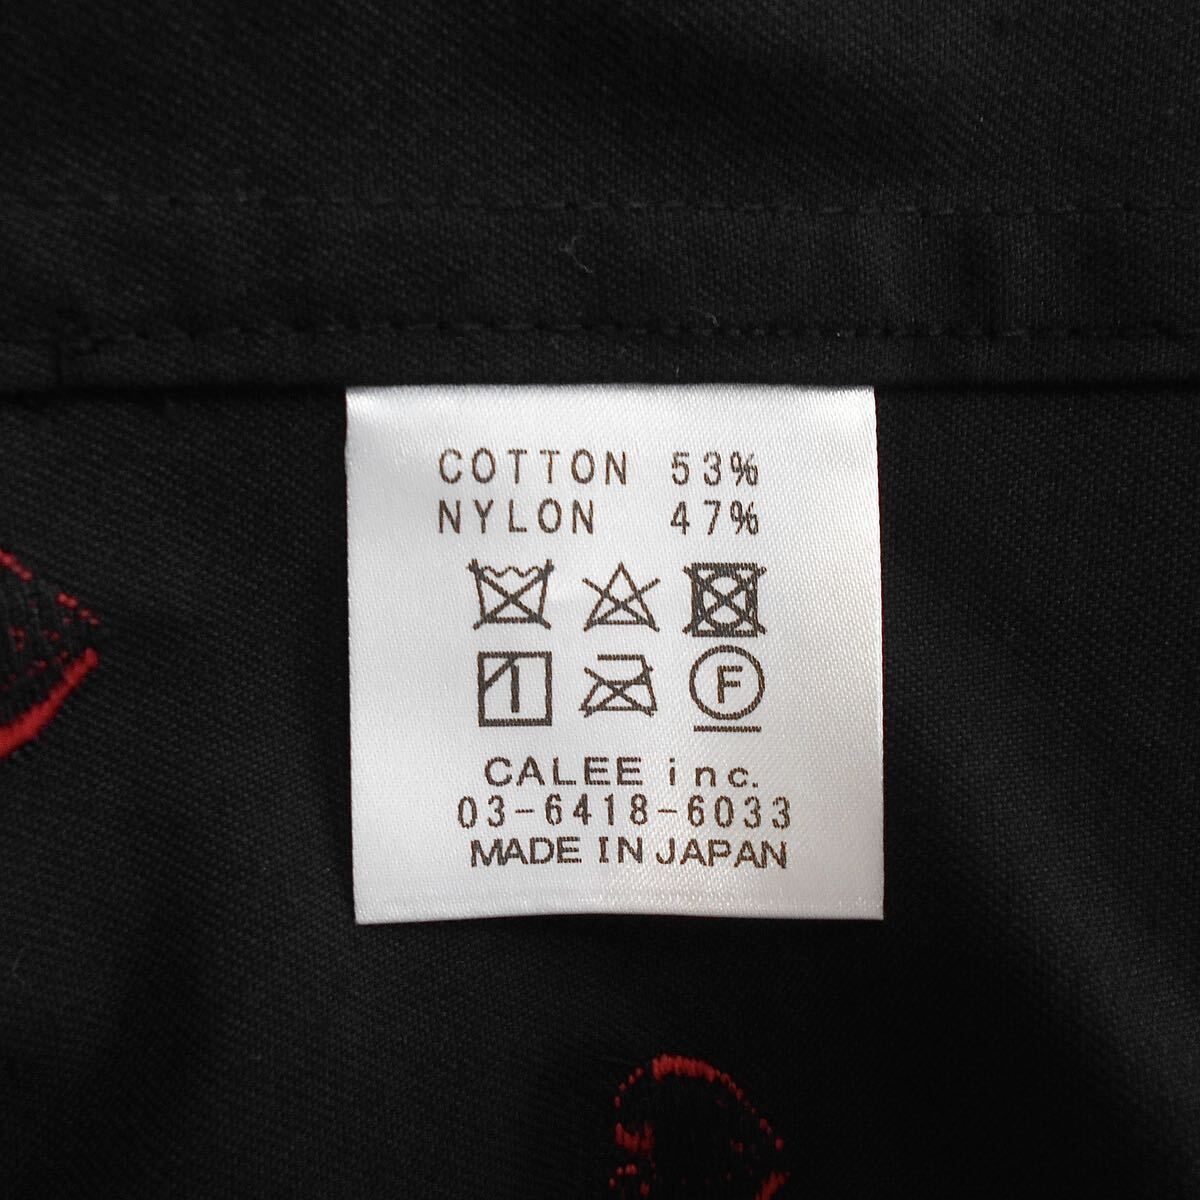 COTTON 53%
NYLON 47%
F
CALEE inc.
03-6418-6033
MADE IN JAPAN